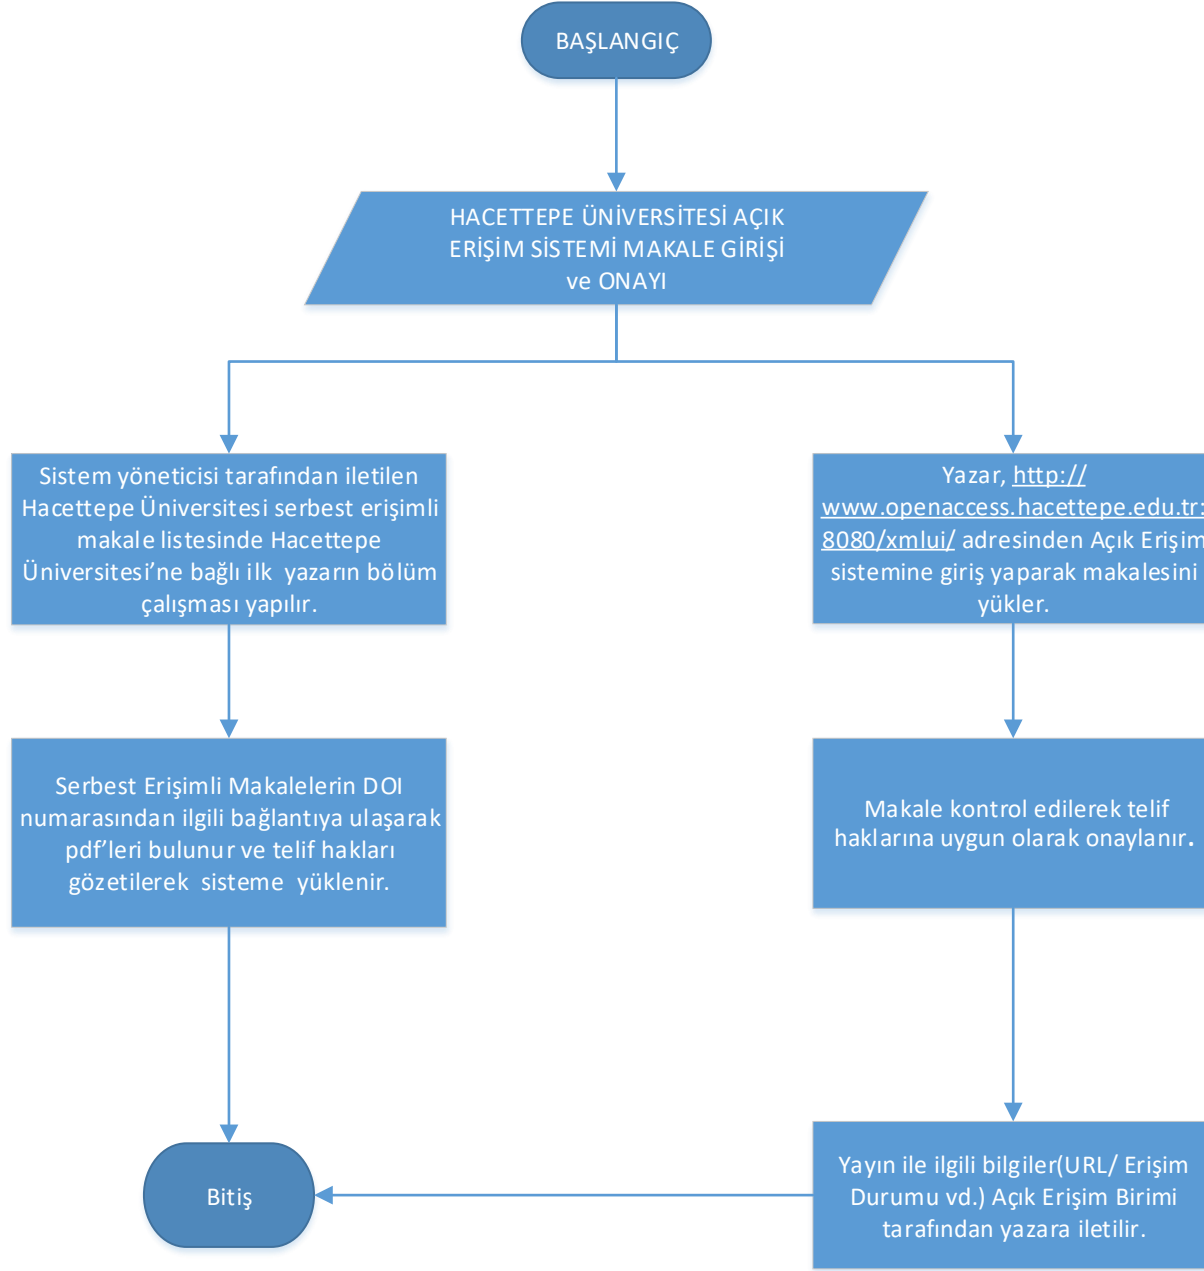 BAŞLANGIÇ
HACETTEPE ÜNİVERSİTESİ AÇIK
ERİŞİM SİSTEMİ MAKALE GİRİŞİ
ve ONAYI
Sistem yöneticisi tarafından iletilen
Hacettepe Üniversitesi serbest erişimli
makale listesinde Hacettepe
Üniversitesi’ne bağlı ilk yazarın bölüm
çalışması yapılır.
Yazar, http://
www.openaccess.hacettepe.edu.tr:
8080/xmlui/ adresinden Açık Erişim
sistemine giriş yaparak makalesini
yükler.
Serbest Erişimli Makalelerin DOI
numarasından ilgili bağlantıya ulaşarak
pdf’leri bulunur ve telif hakları
gözetilerek sisteme yüklenir.
Makale kontrol edilerek telif
haklarına uygun olarak onaylanır.
Bitiş
Yayın ile ilgili bilgiler(URL/ Erişim
Durumu vd.) Açık Erişim Birimi
tarafından yazara iletilir.